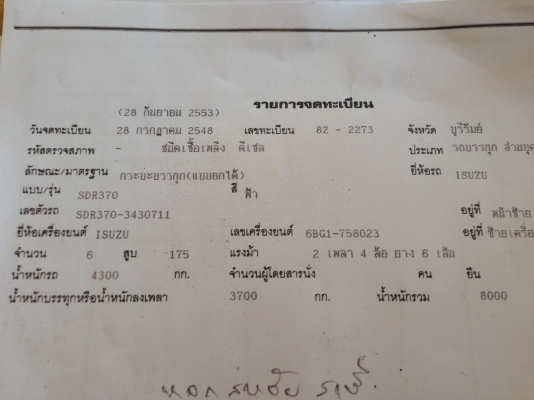 (28 กันยายน 2553) รายการจดทะเบียน
วันจดทะเบียน 28 กรกฎาคม 2548 เลขทะเบียน 82 - 2273 จังหวัด บุรีรัมย์
รหัสตรวจสภาพ - ชนิดเชื้อเพลิง ดีเซล ประเภท รถบรรทุก ส่วนบุค
ลักษณะ/มาตรฐาน กระบะบรรทุก(แบบยกได้) ยี่ห้อรถ ISUZU
แบบ/รุ่น SDR370 สี ฟ้า
เลขตัวรถ SDR370-3430711 อยู่ที่ หน้าซ้าย
ยี่ห้อเครื่องยนต์ ISUZU เลขเครื่องยนต์ 6BG1-758023 อยู่ที่ ซ้ายเครื่อ
จำนวน 6 สูบ 175 แรงม้า 2 เพลา 4 ล้อ ยาง 6 เส้น
น้ำหนักรถ 4300 กก. จำนวนผู้โดยสารนั่ง คน ยืน
น้ำหนักบรรทุกหรือน้ำหนักลงเพลา 3700 กก. น้ำหนักรวม 8000